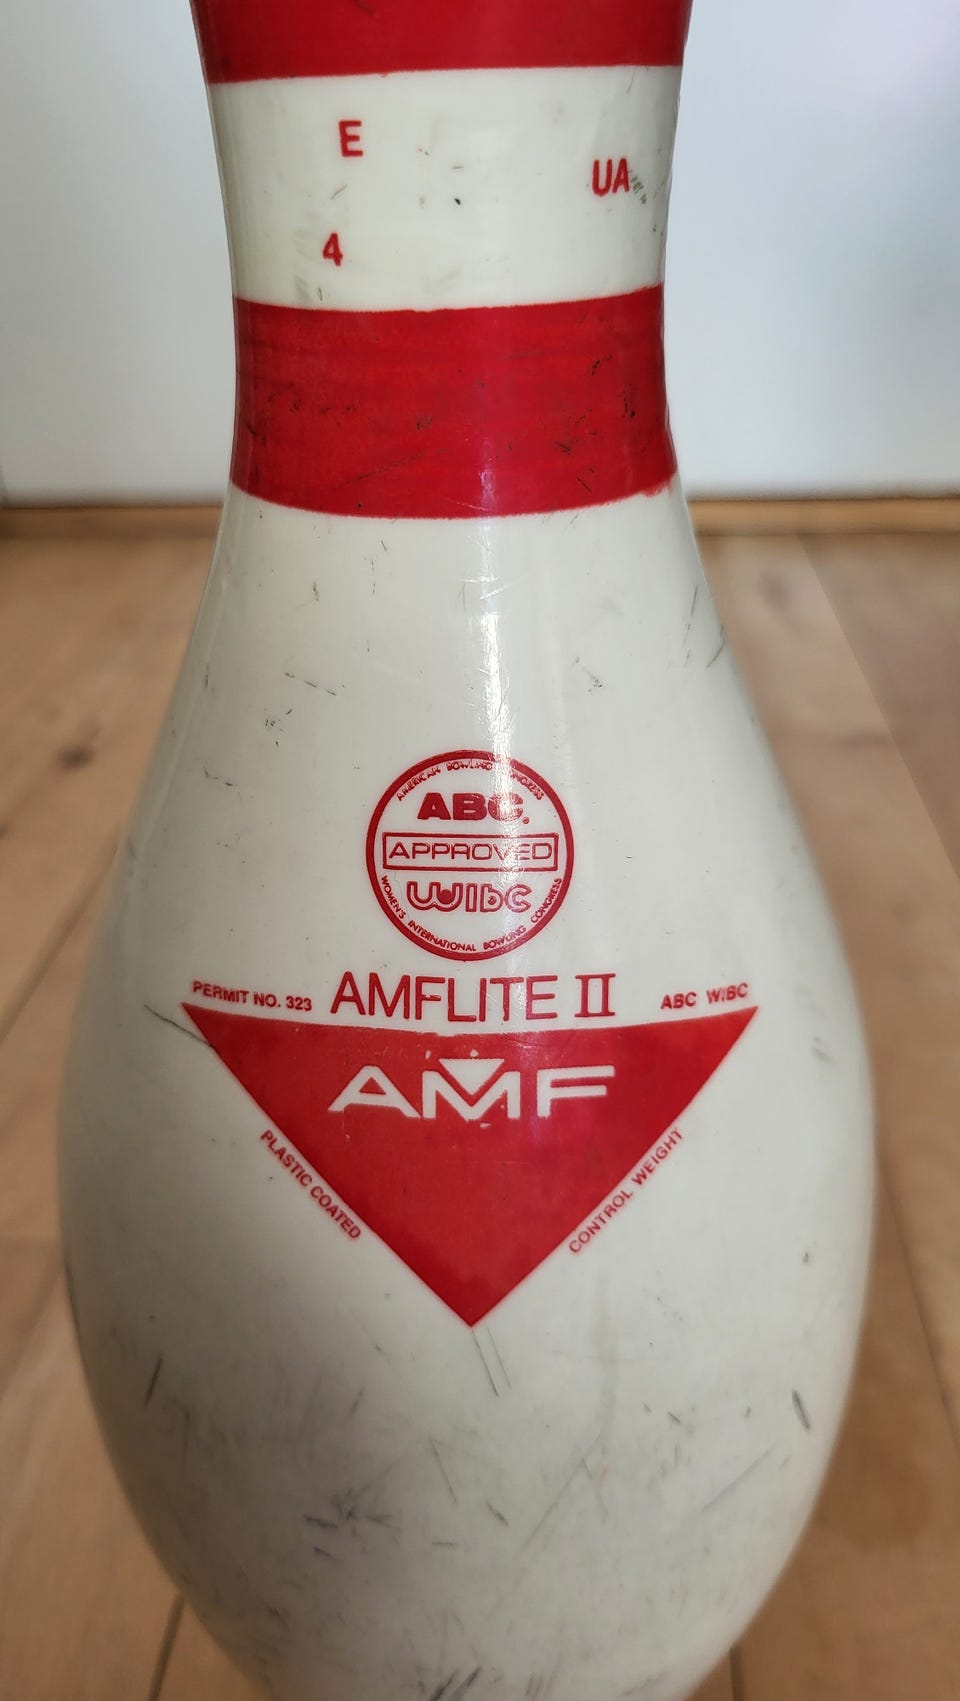 E
UA
4
AMERICAN BOWLING CONGRESS
ABC
APPROVED
WIBC
WOMEN'S INTERNATIONAL BOWLING CONGRESS
PERMIT NO. 323
AMFLITE II
ABC WIBC
AMF
PLASTIC COATED
CONTROL WEIGHT